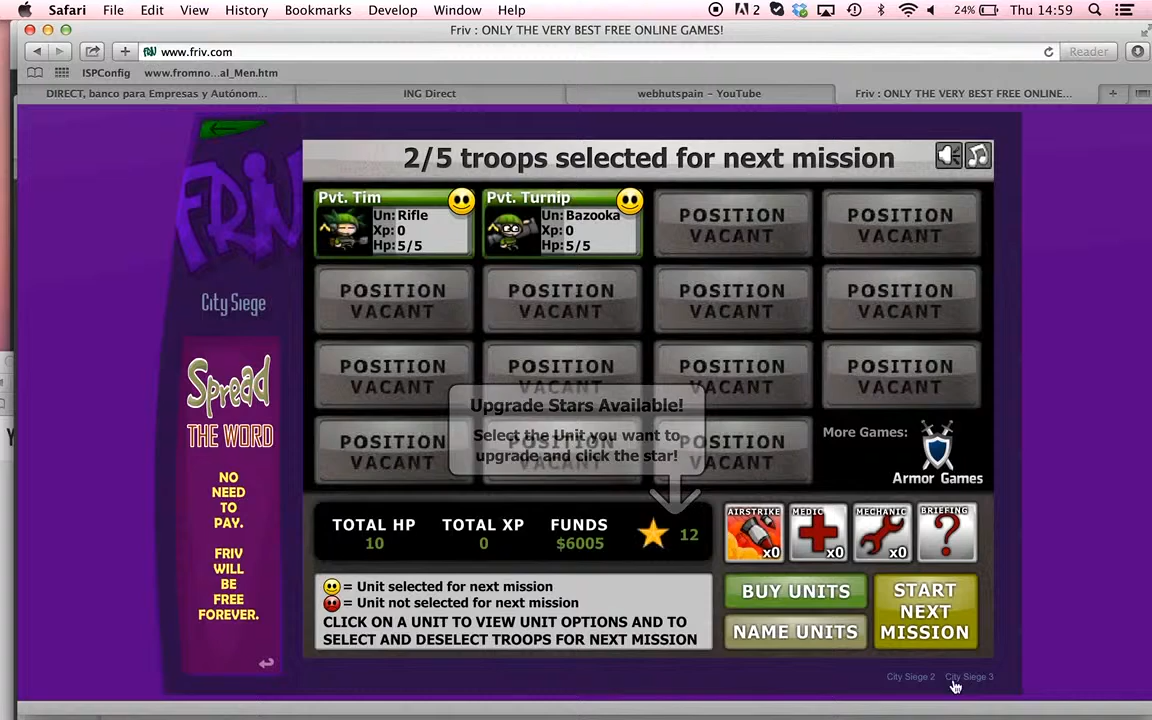 Safari File Edit View History Bookmarks Develop Window Help 2 24% Thu 14:59
Friv : ONLY THE VERY BEST FREE ONLINE GAMES!
www.friv.com Reader
ISPConfig www.fromno...al_Men.htm
DIRECT, banco para Empresas y Autónom... ING Direct webhutspain – YouTube Friv : ONLY THE VERY BEST FREE ONLINE...
FRIV
City Siege
Spread
THE WORD
NO
NEED
TO
PAY.
FRIV
WILL
BE
FREE
FOREVER.
2/5 troops selected for next mission
Pvt. Tim
Un: Rifle
Xp: 0
Hp: 5/5
Pvt. Turnip
Un: Bazooka
Xp: 0
Hp: 5/5
POSITION VACANT
POSITION VACANT
POSITION VACANT
POSITION VACANT
POSITION VACANT
POSITION VACANT
POSITION VACANT
POSITION VACANT
POSITION VACANT
POSITION VACANT
POSITION VACANT
POSITION VACANT
POSITION VACANT
Upgrade Stars Available!
Select the Unit you want to
upgrade and click the star!
More Games:
Armor Games
TOTAL HP TOTAL XP FUNDS
10 0 $6005 12
AIRSTRIKE x0
MEDIC x0
MECHANIC x0
BRIEFING ?
= Unit selected for next mission
= Unit not selected for next mission
CLICK ON A UNIT TO VIEW UNIT OPTIONS AND TO
SELECT AND DESELECT TROOPS FOR NEXT MISSION
BUY UNITS
NAME UNITS
START
NEXT
MISSION
City Siege 2 City Siege 3